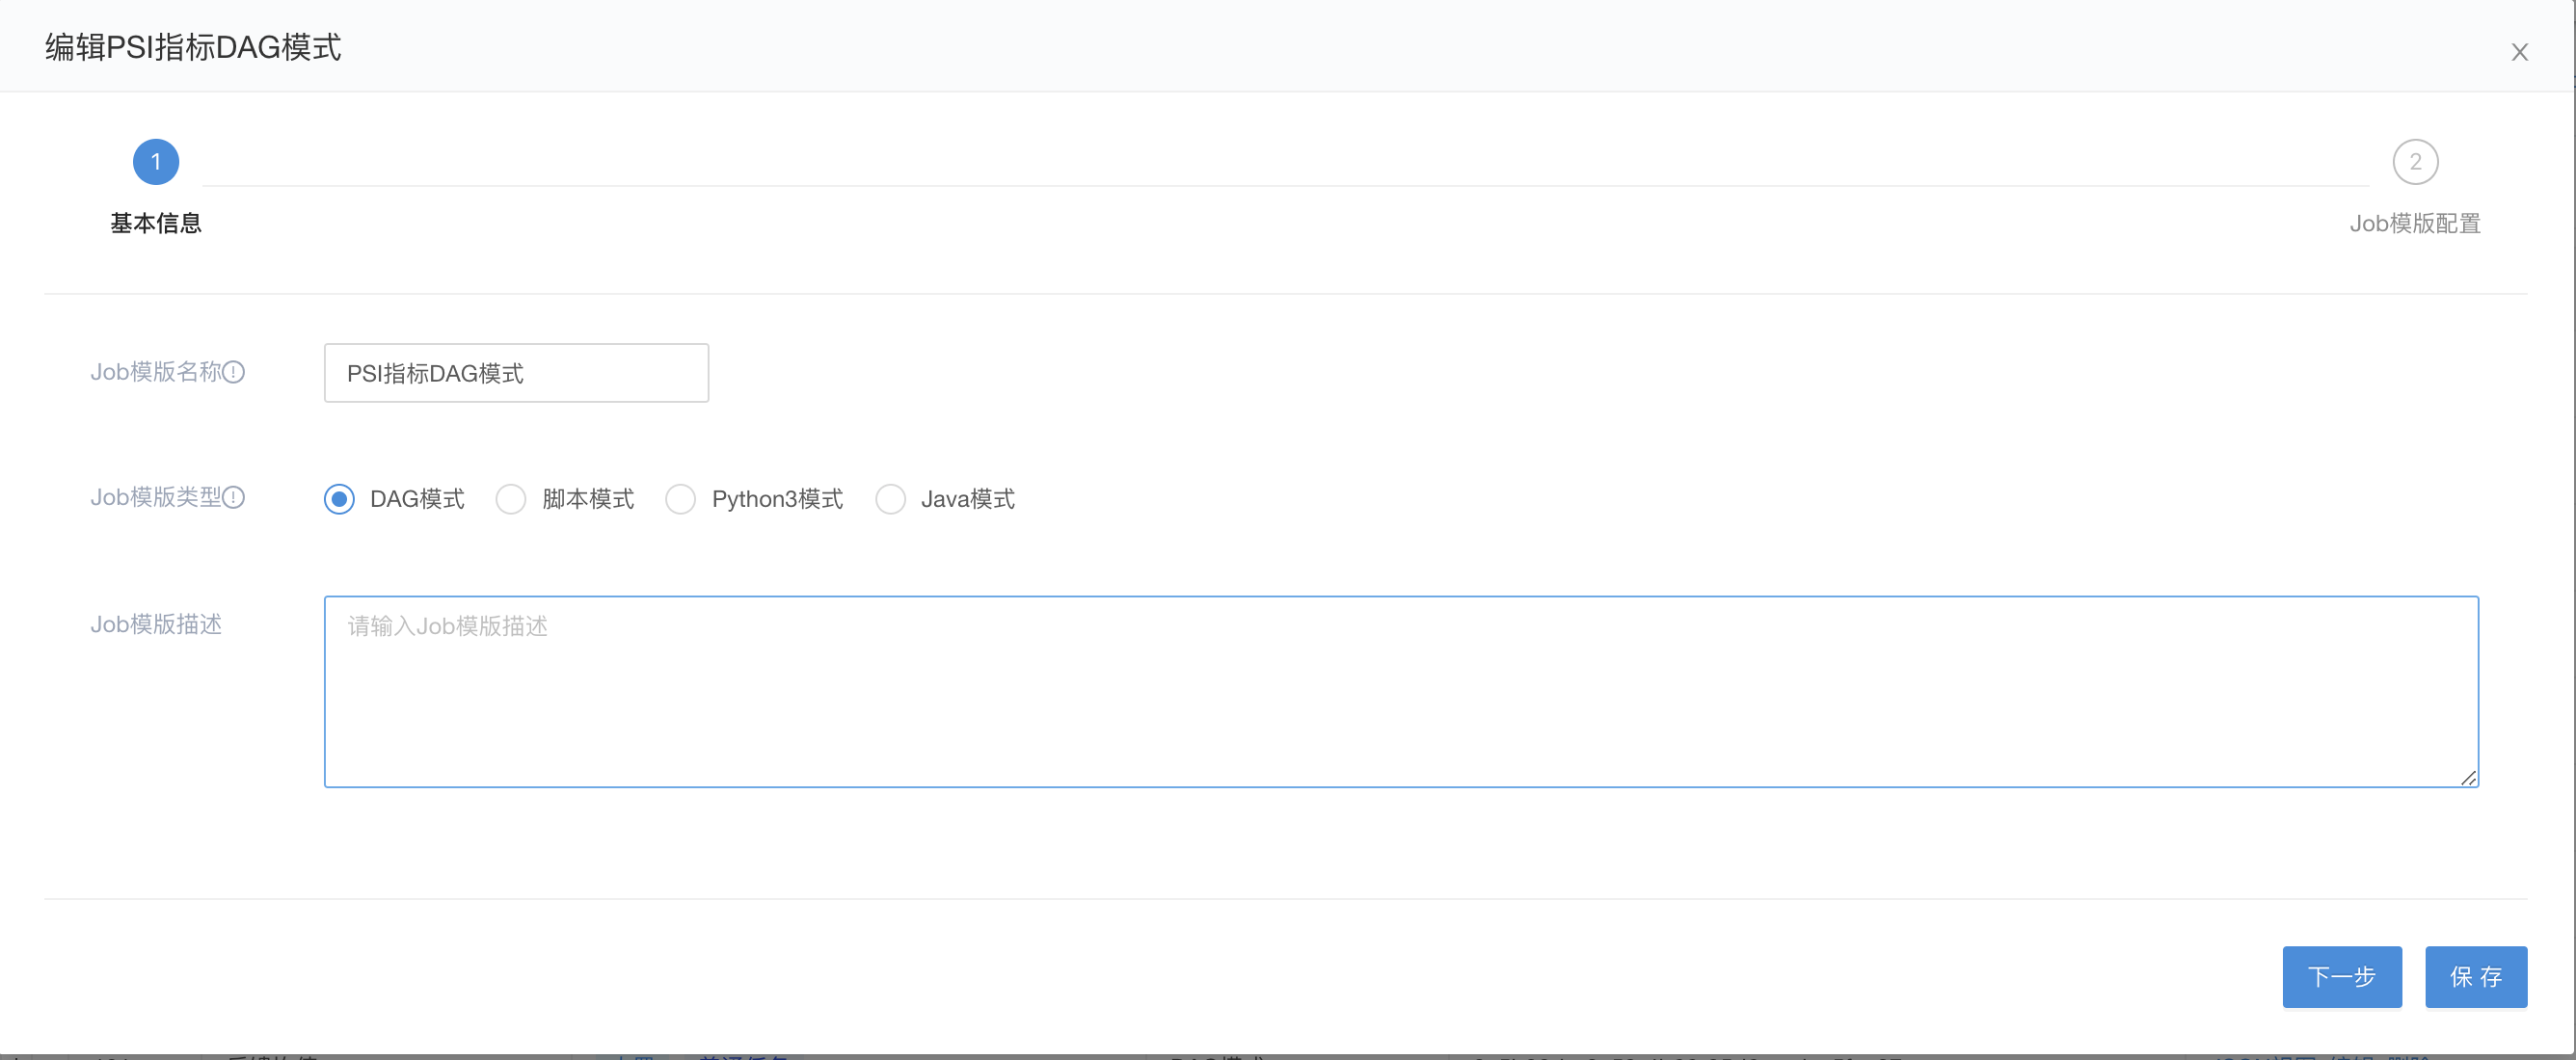 编辑PSI指标DAG模式
X
1
2
基本信息
Job模版配置
Job模版名称
PSI指标DAG模式
Job模版类型
DAG模式 脚本模式 Python3模式 Java模式
Job模版描述
请输入Job模版描述
下一步 保 存